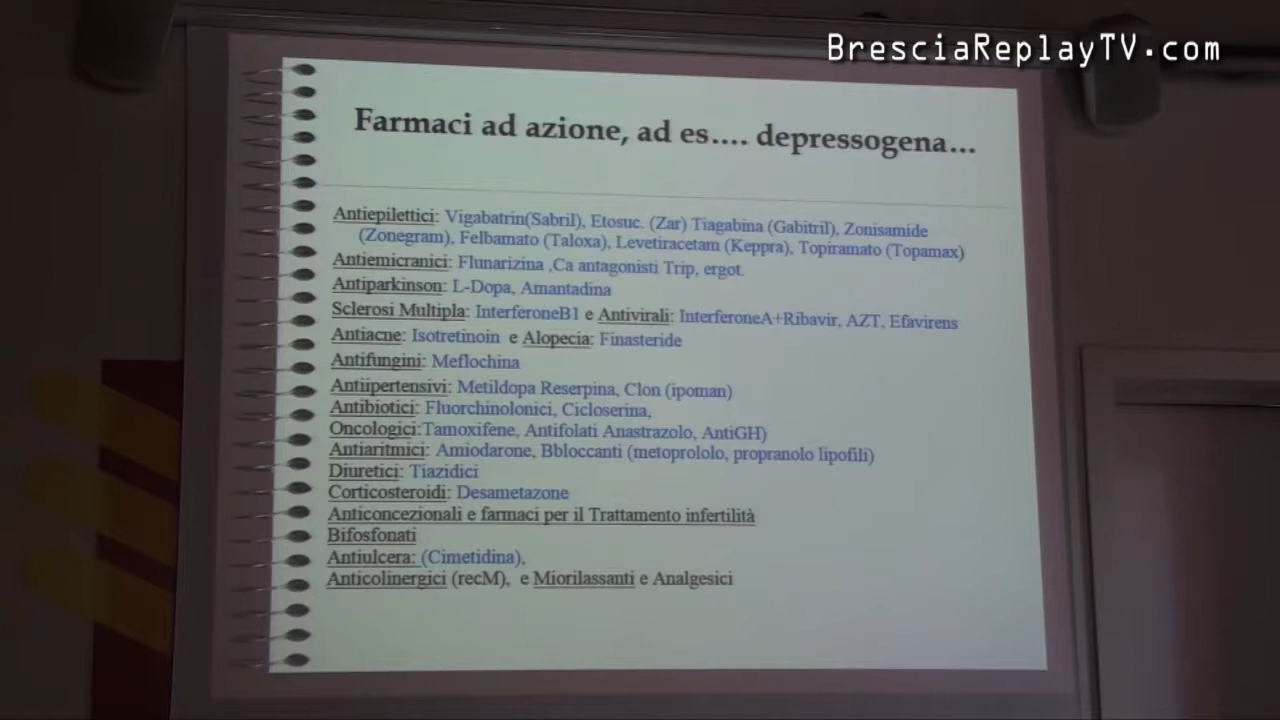 BresciaReplayTV.com
Farmaci ad azione, ad es.... depressogena...
Antiepilettici: Vigabatrin(Sabril), Etosuc. (Zar) Tiagabina (Gabitril), Zonisamide
(Zonegram), Felbamato (Taloxa), Levetiracetam (Keppra), Topiramato (Topamax)
Antiemicranici: Flunarizina ,Ca antagonisti Trip, ergot.
Antiparkinson: L-Dopa, Amantadina
Sclerosi Multipla: InterferoneB1 e Antivirali: InterferoneA+Ribavir, AZT, Efavirens
Antiacne: Isotretinoin e Alopecia: Finasteride
Antifungini: Meflochina
Antiipertensivi: Metildopa Reserpina, Clon (ipoman)
Antibiotici: Fluorchinolonici, Cicloserina,
Oncologici:Tamoxifene, Antifolati Anastrazolo, AntiGH)
Antiaritmici: Amiodarone, Bbloccanti (metoprololo, propranolo lipofili)
Diuretici: Tiazidici
Corticosteroidi: Desametazone
Anticoncezionali e farmaci per il Trattamento infertilità
Bifosfonati
Antiulcera: (Cimetidina),
Anticolinergici (recM), e Miorilassanti e Analgesici